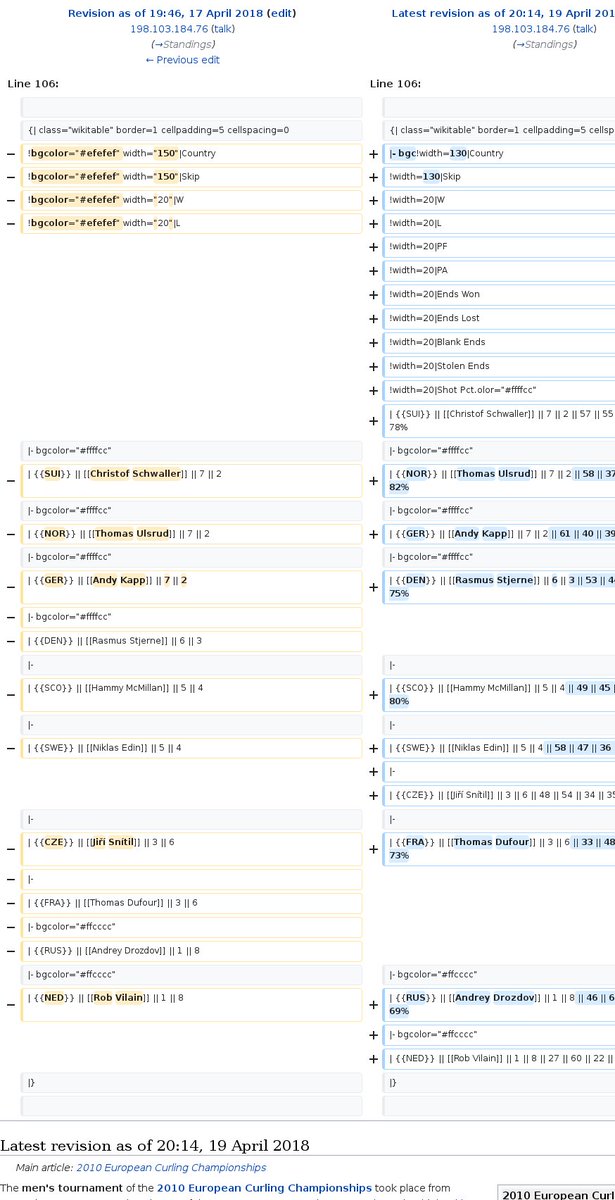 Revision as of 19:46, 17 April 2018 (edit)
198.103.184.76 (talk)
(→Standings)
← Previous edit
Latest revision as of 20:14, 19 April 201
198.103.184.76 (talk)
(→Standings)
Line 106:
Line 106:
{| class="wikitable" border=1 cellpadding=5 cellspacing=0
{| class="wikitable" border=1 cellpadding=5 cellsp
− !bgcolor="#efefef" width="150"|Country
+ |- bgc!width=130|Country
− !bgcolor="#efefef" width="150"|Skip
+ !width=130|Skip
− !bgcolor="#efefef" width="20"|W
+ !width=20|W
− !bgcolor="#efefef" width="20"|L
+ !width=20|L
+ !width=20|PF
+ !width=20|PA
+ !width=20|Ends Won
+ !width=20|Ends Lost
+ !width=20|Blank Ends
+ !width=20|Stolen Ends
+ !width=20|Shot Pct.olor="#ffffcc"
+ | {{SUI}} || [[Christof Schwaller]] || 7 || 2 || 57 || 55
78%
|- bgcolor="#ffffcc"
|- bgcolor="#ffffcc"
− | {{SUI}} || [[Christof Schwaller]] || 7 || 2
+ | {{NOR}} || [[Thomas Ulsrud]] || 7 || 2 || 58 || 37
82%
|- bgcolor="#ffffcc"
|- bgcolor="#ffffcc"
− | {{NOR}} || [[Thomas Ulsrud]] || 7 || 2
+ | {{GER}} || [[Andy Kapp]] || 7 || 2 || 61 || 40 || 39
|- bgcolor="#ffffcc"
|- bgcolor="#ffffcc"
− | {{GER}} || [[Andy Kapp]] || 7 || 2
+ | {{DEN}} || [[Rasmus Stjerne]] || 6 || 3 || 53 || 4
75%
− |- bgcolor="#ffffcc"
− | {{DEN}} || [[Rasmus Stjerne]] || 6 || 3
|-
|-
− | {{SCO}} || [[Hammy McMillan]] || 5 || 4
+ | {{SCO}} || [[Hammy McMillan]] || 5 || 4 || 49 || 45 |
80%
|-
|-
− | {{SWE}} || [[Niklas Edin]] || 5 || 4
+ | {{SWE}} || [[Niklas Edin]] || 5 || 4 || 58 || 47 || 36
+ |-
+ | {{CZE}} || [[Jiří Snítil]] || 3 || 6 || 48 || 54 || 34 || 35
|-
|-
− | {{CZE}} || [[Jiří Snítil]] || 3 || 6
+ | {{FRA}} || [[Thomas Dufour]] || 3 || 6 || 33 || 48
73%
− |-
− | {{FRA}} || [[Thomas Dufour]] || 3 || 6
− |- bgcolor="#ffcccc"
− | {{RUS}} || [[Andrey Drozdov]] || 1 || 8
|- bgcolor="#ffcccc"
|- bgcolor="#ffcccc"
− | {{NED}} || [[Rob Vilain]] || 1 || 8
+ | {{RUS}} || [[Andrey Drozdov]] || 1 || 8 || 46 || 6
69%
+ |- bgcolor="#ffcccc"
+ | {{NED}} || [[Rob Vilain]] || 1 || 8 || 27 || 60 || 22 ||
|}
|}
Latest revision as of 20:14, 19 April 2018
Main article: 2010 European Curling Championships
The men's tournament of the 2010 European Curling Championships took place from
2010 European Curl